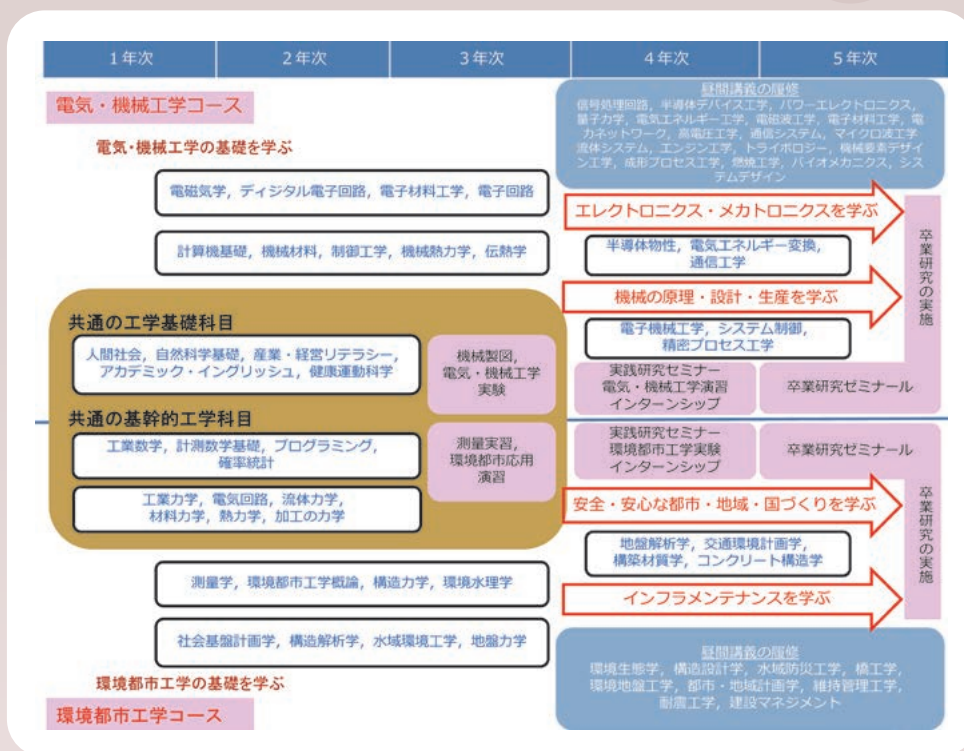 1年次
2年次
3年次
4年次
5年次
電気・機械工学コース
電気・機械工学の基礎を学ぶ
電磁気学，ディジタル電子回路，電子材料工学，電子回路
計算機基礎，機械材料，制御工学，機械熱力学，伝熱学
昼間講義の履修
信号処理回路，半導体デバイス工学，パワーエレクトロニクス，
量子力学，電気エネルギー工学，電磁波工学，電子材料工学，電
力ネットワーク，高電圧工学，通信システム，マイクロ波工学
流体システム，エンジン工学，トライボロジー，機械要素デザイ
ン工学，成形プロセス工学，燃焼工学，バイオメカニクス，シス
テムデザイン
エレクトロニクス・メカトロニクスを学ぶ
半導体物性，電気エネルギー変換，
通信工学
機械の原理・設計・生産を学ぶ
電子機械工学，システム制御，
精密プロセス工学
卒業研究の実施
共通の工学基礎科目
人間社会，自然科学基礎，産業・経営リテラシー，
アカデミック・イングリッシュ，健康運動科学
機械製図，
電気・機械工学
実験
実践研究セミナー
電気・機械工学演習
インターンシップ
卒業研究ゼミナール
共通の基幹的工学科目
工業数学，計測数学基礎，プログラミング，
確率統計
工業力学，電気回路，流体力学，
材料力学，熱力学，加工の力学
測量実習，
環境都市応用
演習
実践研究セミナー
環境都市工学実験
インターンシップ
卒業研究ゼミナール
安全・安心な都市・地域・国づくりを学ぶ
地盤解析学，交通環境計画学，
構築材質学，コンクリート構造学
インフラメンテナンスを学ぶ
卒業研究の実施
測量学，環境都市工学概論，構造力学，環境水理学
社会基盤計画学，構造解析学，水域環境工学，地盤力学
環境都市工学の基礎を学ぶ
環境都市工学コース
昼間講義の履修
環境生態学，構造設計学，水域防災工学，橋工学，
環境地盤工学，都市・地域計画学，維持管理工学，
耐震工学，建設マネジメント